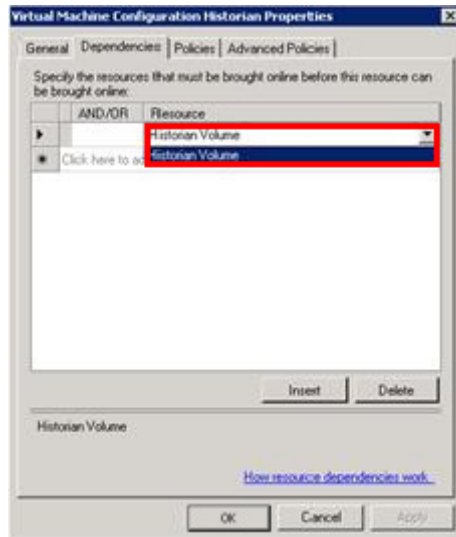 Virtual Machine Configuration Historian Properties
General Dependencies Policies Advanced Policies
Specify the resources that must be brought online before this resource can
be brought online:
AND/OR Resource
Historian Volume
Click here to ad Historian Volume
Insert Delete
Historian Volume
How resource dependencies work...
OK Cancel Apply